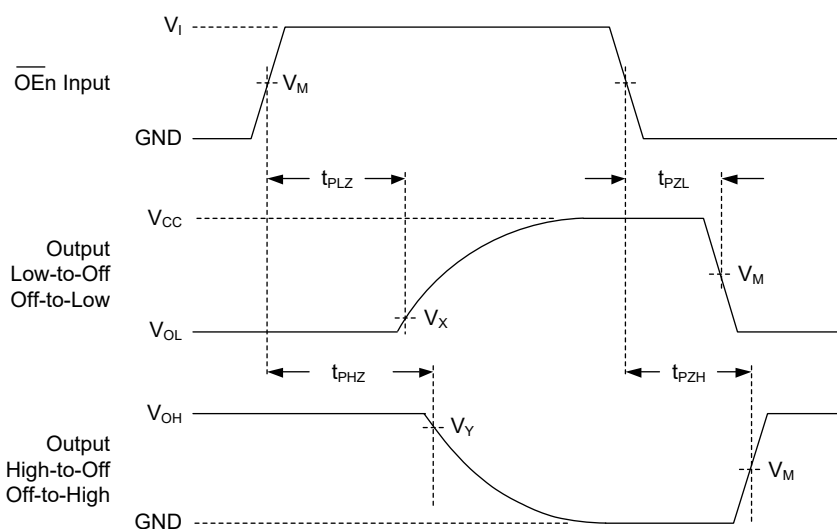 V_I
O̅E̅n Input
V_M
GND
t_PLZ
t_PZL
V_CC
Output
Low-to-Off
Off-to-Low
V_M
V_X
V_OL
t_PHZ
t_PZH
V_OH
V_Y
Output
High-to-Off
Off-to-High
V_M
GND